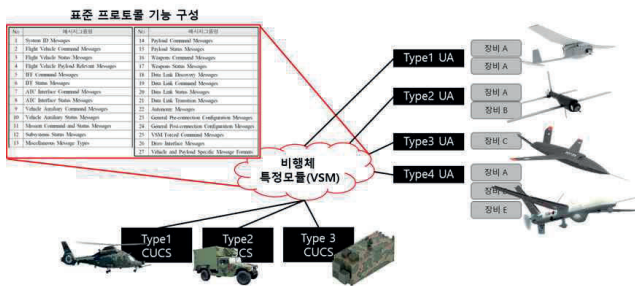 표준 프로토콜 기능 구성
No 메시지그룹명 No 메시지그룹명
1 System ID Messages 14 Payload Command Messages
2 Flight Vehicle Command Messages 15 Payload Status Messages
3 Flight Vehicle Status Messages 16 Weapons Command Messages
4 Flight Vehicle Payload Relevant Messages 17 Weapons Status Messages
5 IFF Command Messages 18 Data Link Discovery Messages
6 IFF Status Messages 19 Data Link Command Messages
7 ATC Interface Command Messages 20 Data Link Status Messages
8 ATC Interface Status Messages 21 Data Link Transition Messages
9 Vehicle Auxiliary Command Messages 22 Autonomy Messages
10 Vehicle Auxiliary Status Messages 23 General Pre-connection Configuration Messages
11 Mission Command and Status Messages 24 General Post-connection Configuration Messages
12 Subsystem Status Messages 25 VSM Forced Command Messages
13 Miscellaneous Message Types 26 Draw Interface Messages
27 Vehicle and Payload Specific Message Formats
Type1 UA
장비 A
장비 A
Type2 UA
장비 A
장비 B
Type3 UA
장비 C
Type4 UA
장비 A
장비
장비 E
비행체
특정모듈(VSM)
Type1
CUCS
Type2
CUCS
Type 3
CUCS